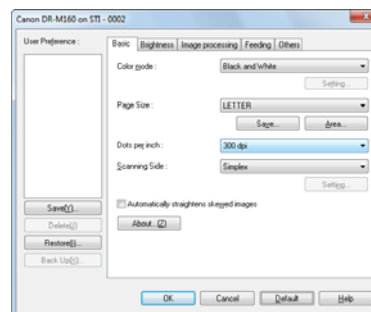 Canon DR-M160 on STI - 0002
User Preference :
Basic Brightness Image processing Feeding Others
Color mode : Black and White
Setting...
Page Size : LETTER
Save... Area...
Dots per inch : 300 dpi
Scanning Side : Simplex
Setting...
Automatically straightens skewed images
About...(Z)
Save[Y]...
Delete[J]
Restore[I]...
Back Up[X]...
OK Cancel Default Help